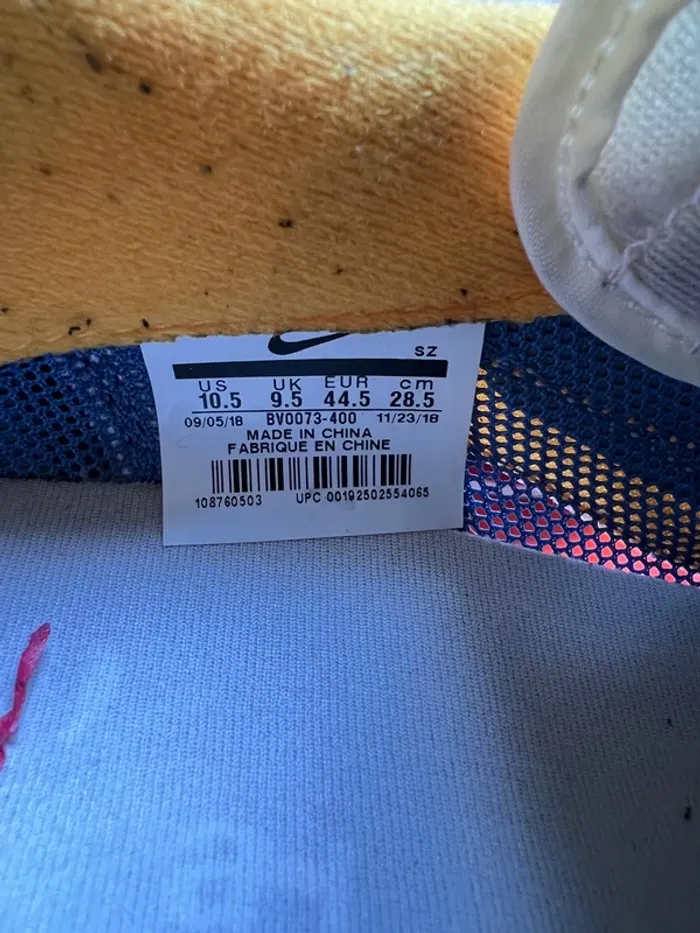 SZ
US UK EUR cm
10.5 9.5 44.5 28.5
09/05/18 BV0073-400 11/23/18
MADE IN CHINA
FABRIQUE EN CHINE
108760503 UPC 00192502554065